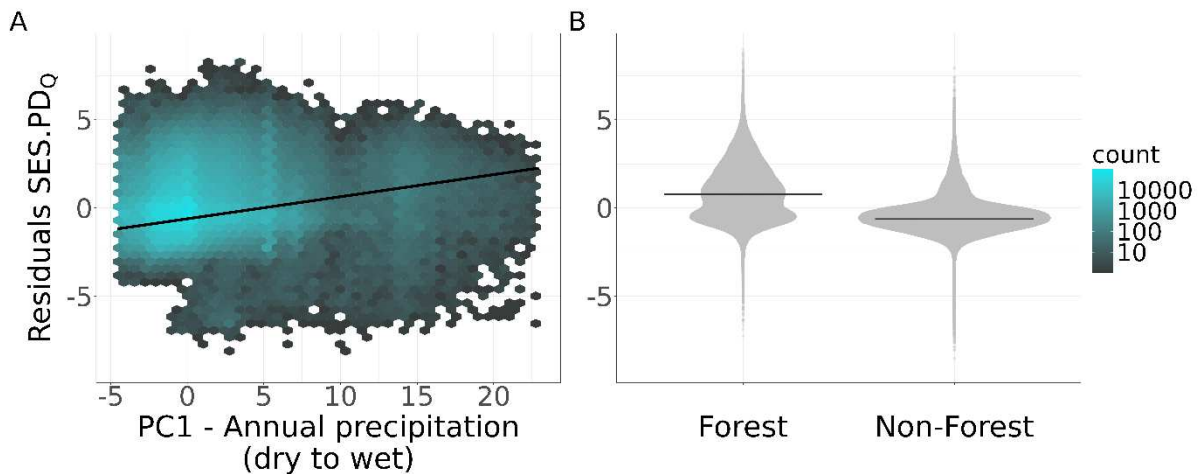 A
B
Residuals SES.PDQ
5
0
-5
-5 0 5 10 15 20
PC1 - Annual precipitation
(dry to wet)
5
0
-5
Forest Non-Forest
count
10000
1000
100
10